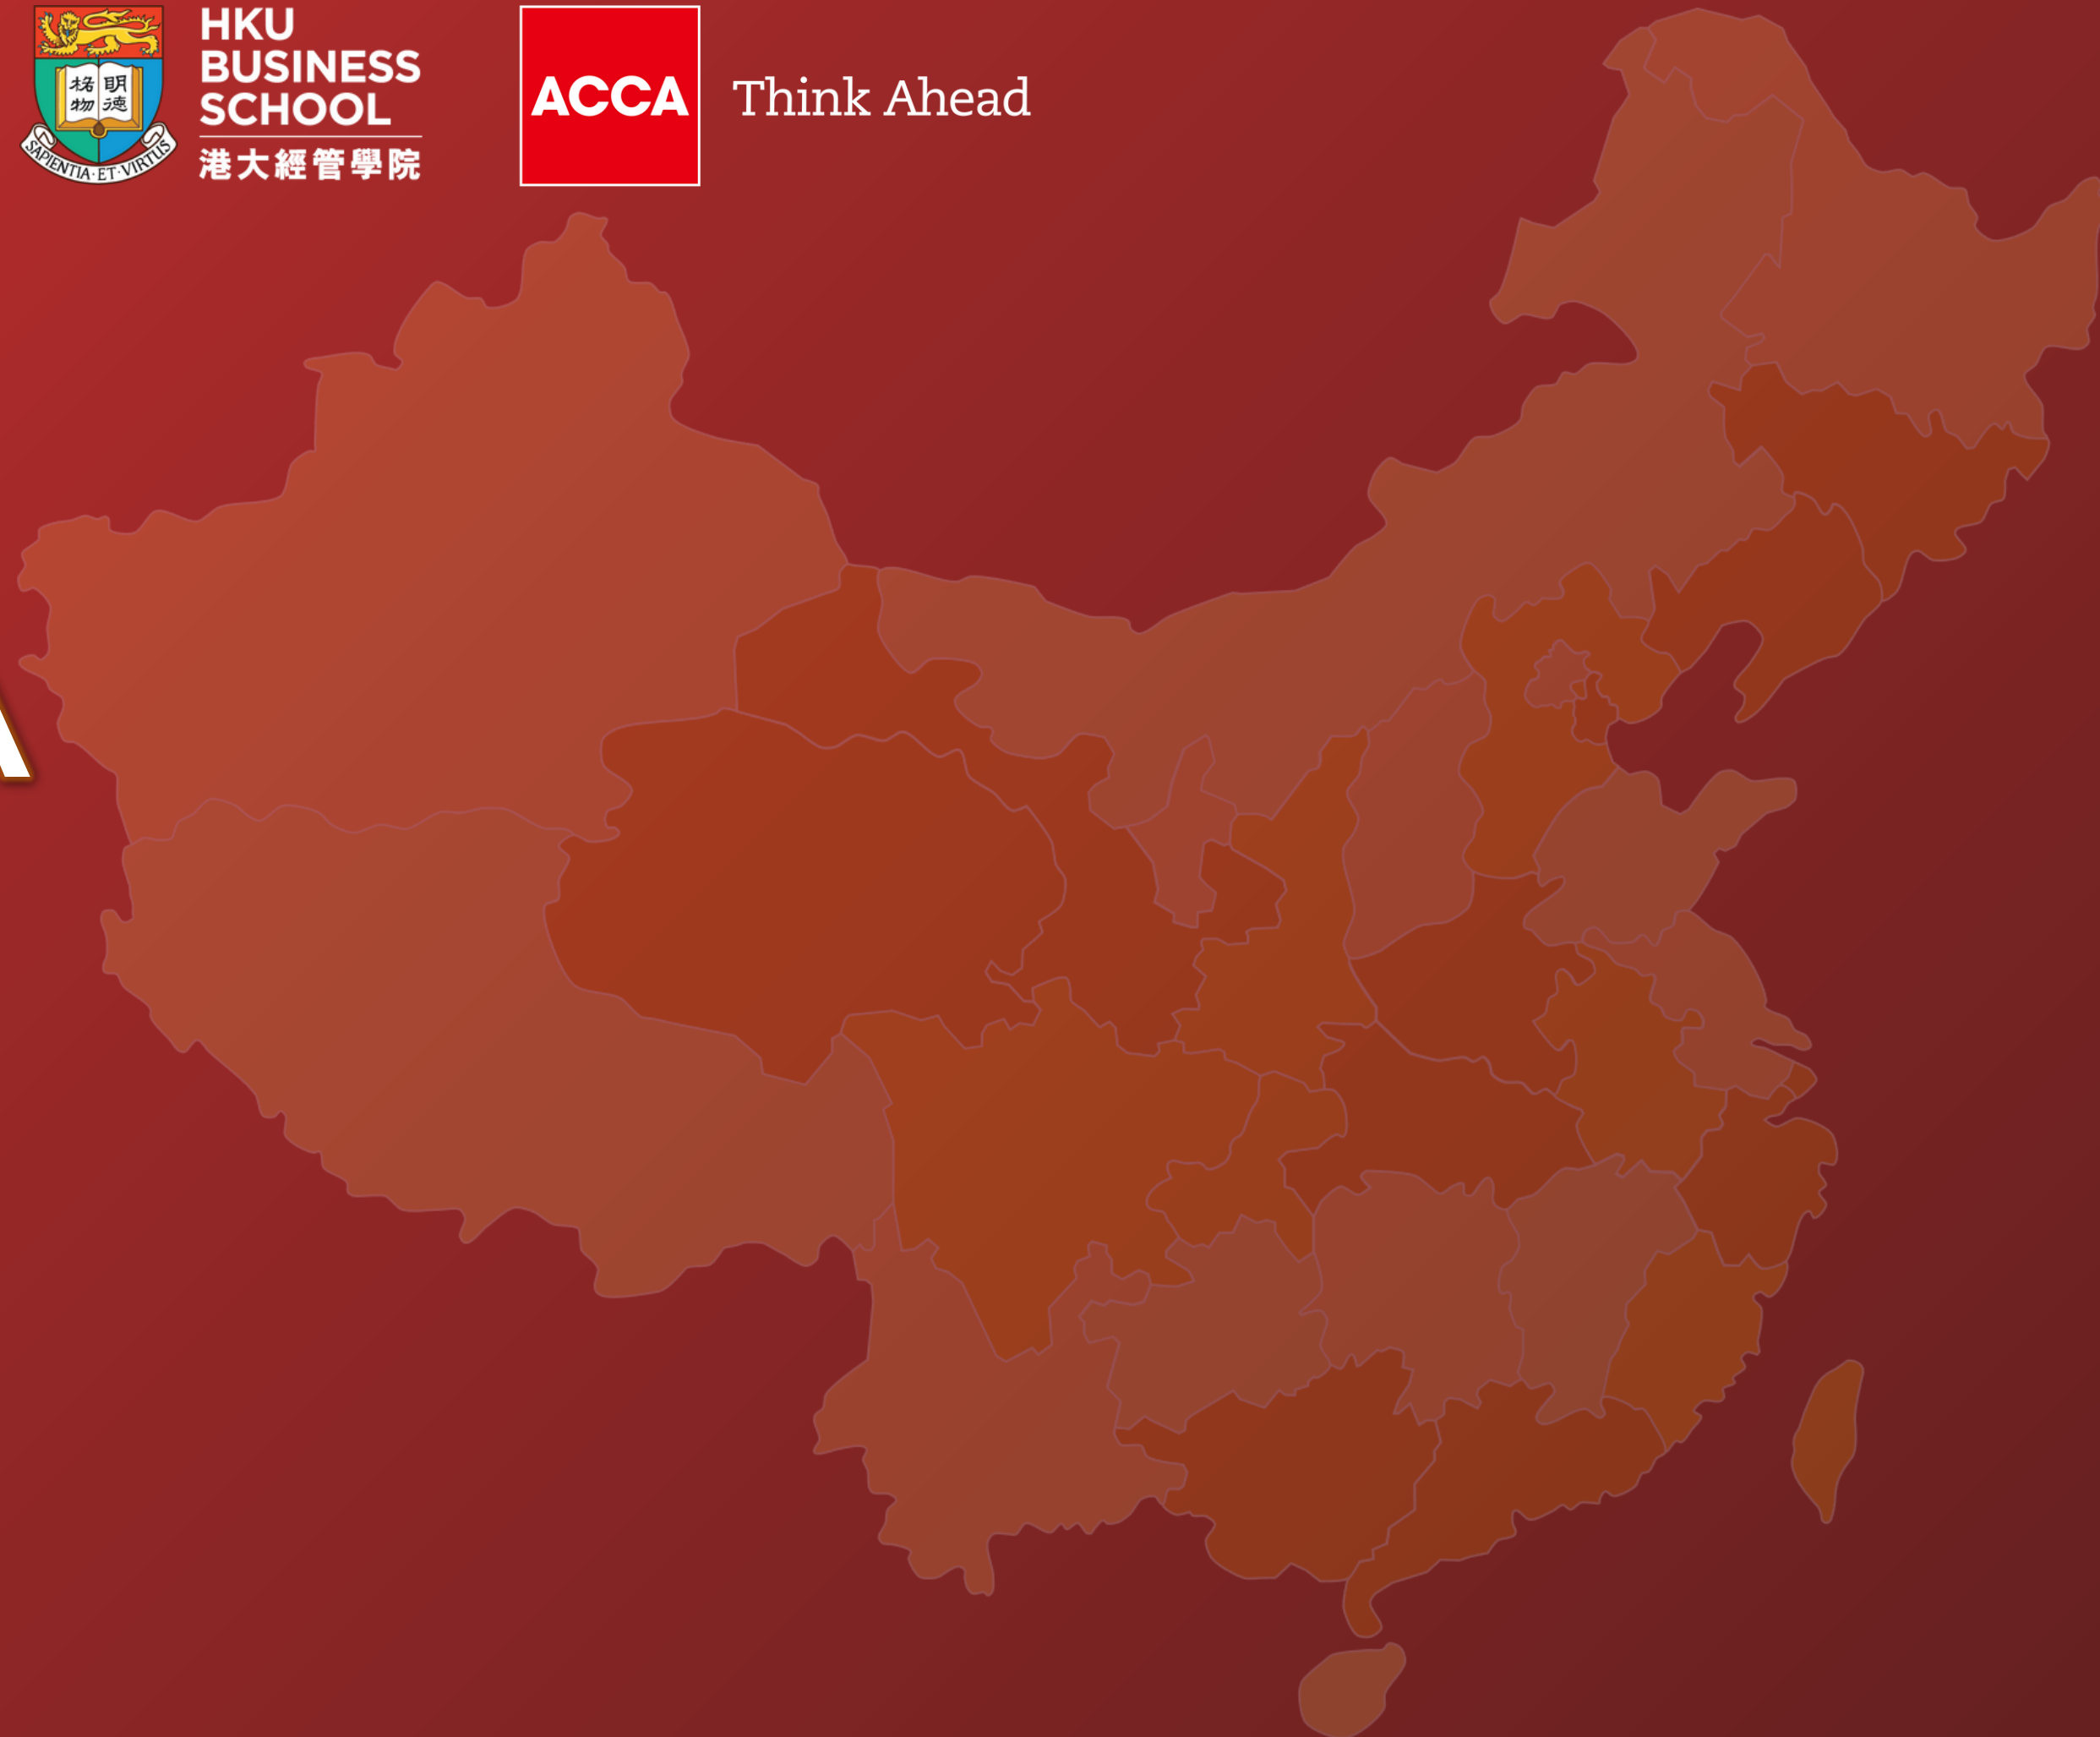 HKU
BUSINESS
SCHOOL
港大經管學院
明德
格物
SAPIENTIA·ET·VIRTUS
ACCA
Think Ahead
A